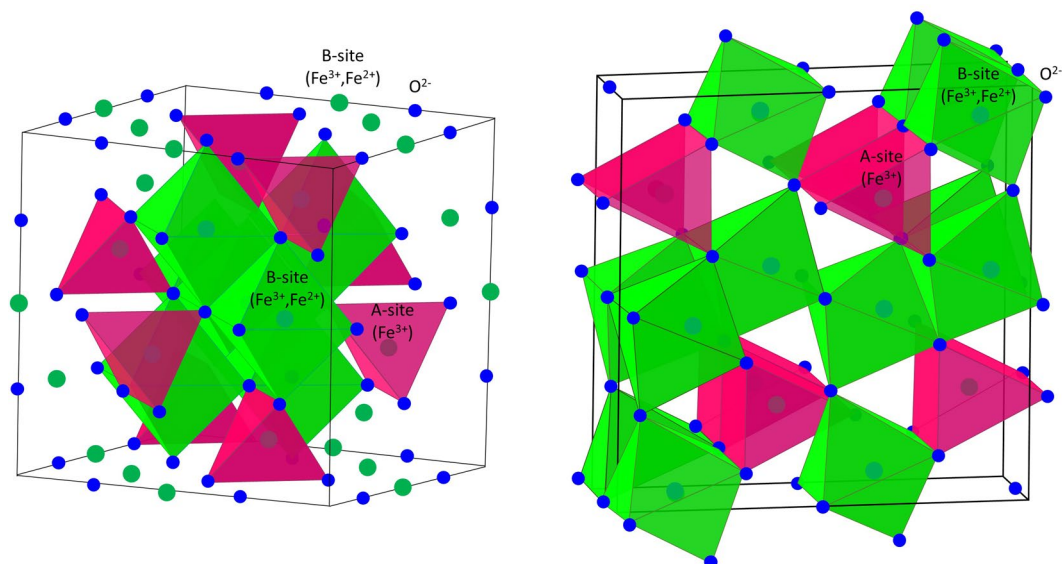 B-site
(Fe³⁺,Fe²⁺)
O²⁻
B-site
(Fe³⁺,Fe²⁺)
A-site
(Fe³⁺)
B-site
(Fe³⁺,Fe²⁺)
O²⁻
A-site
(Fe³⁺)